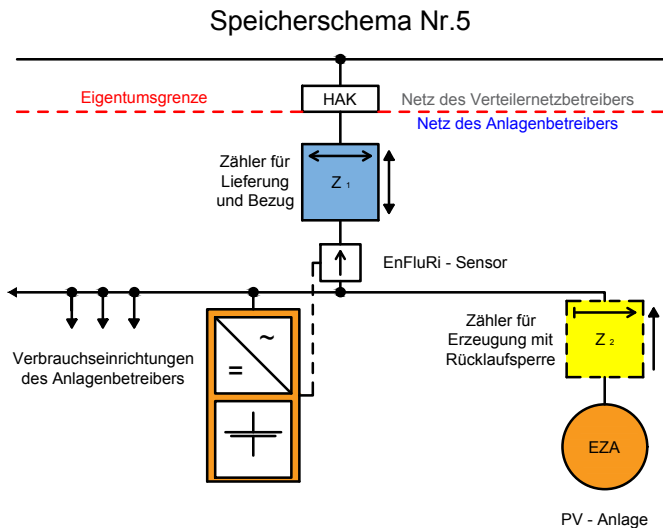 Speicherschema Nr.5
Eigentumsgrenze
HAK
Netz des Verteilernetzbetreibers
Netz des Anlagenbetreibers
Zähler für
Lieferung
und Bezug
Z 1
EnFluRi - Sensor
Verbrauchseinrichtungen
des Anlagenbetreibers
~
=
Zähler für
Erzeugung mit
Rücklaufsperre
Z 2
EZA
PV - Anlage